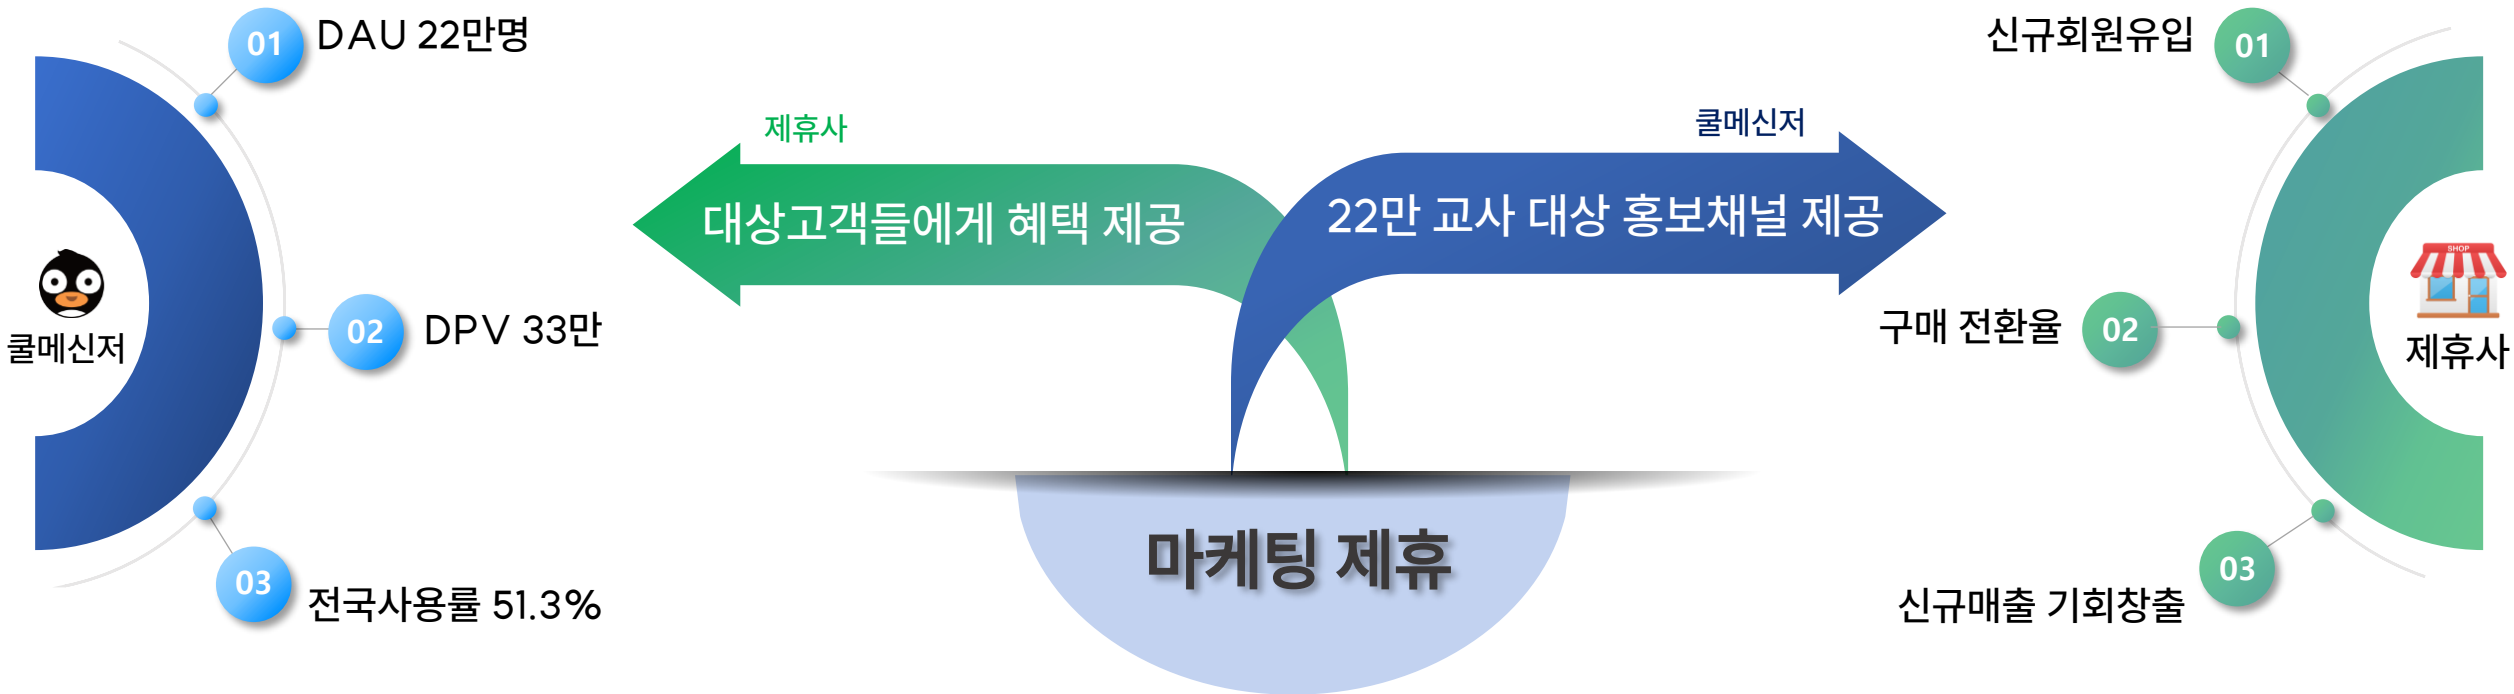 01
DAU 22만명
쿨메신저
02
DPV 33만
03
전국사용률 51.3%
제휴사
대상고객들에게 혜택 제공
쿨메신저
22만 교사 대상 홍보채널 제공
마케팅 제휴
신규회원유입
01
구매 전환율
02
SHOP
제휴사
신규매출 기회창출
03